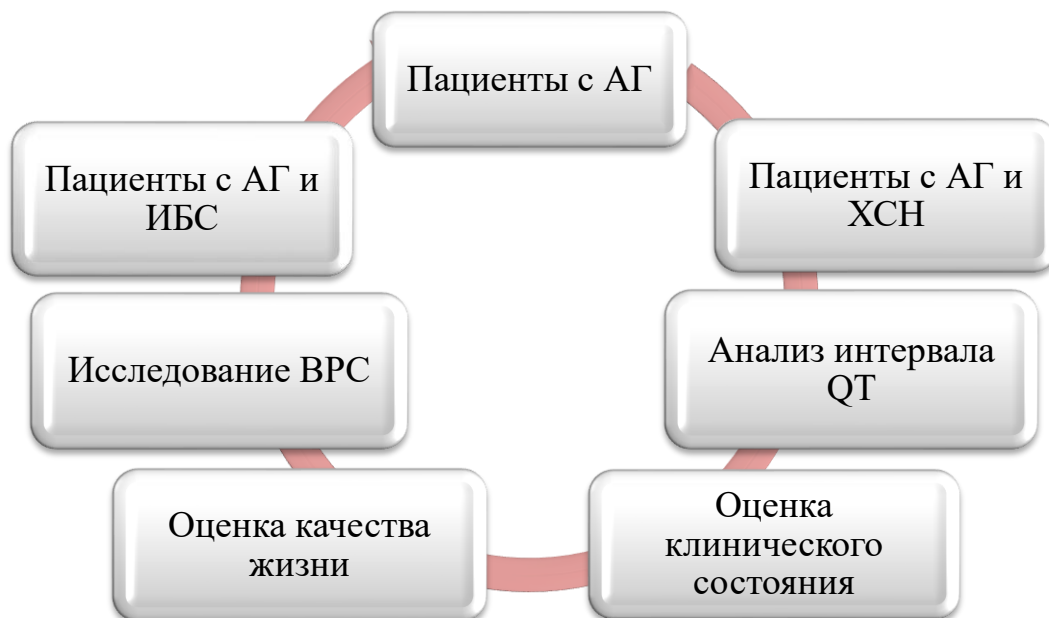 Пациенты с АГ
Пациенты с АГ и
ИБС
Пациенты с АГ и
ХСН
Исследование ВРС
Анализ интервала
QT
Оценка качества
жизни
Оценка
клинического
состояния